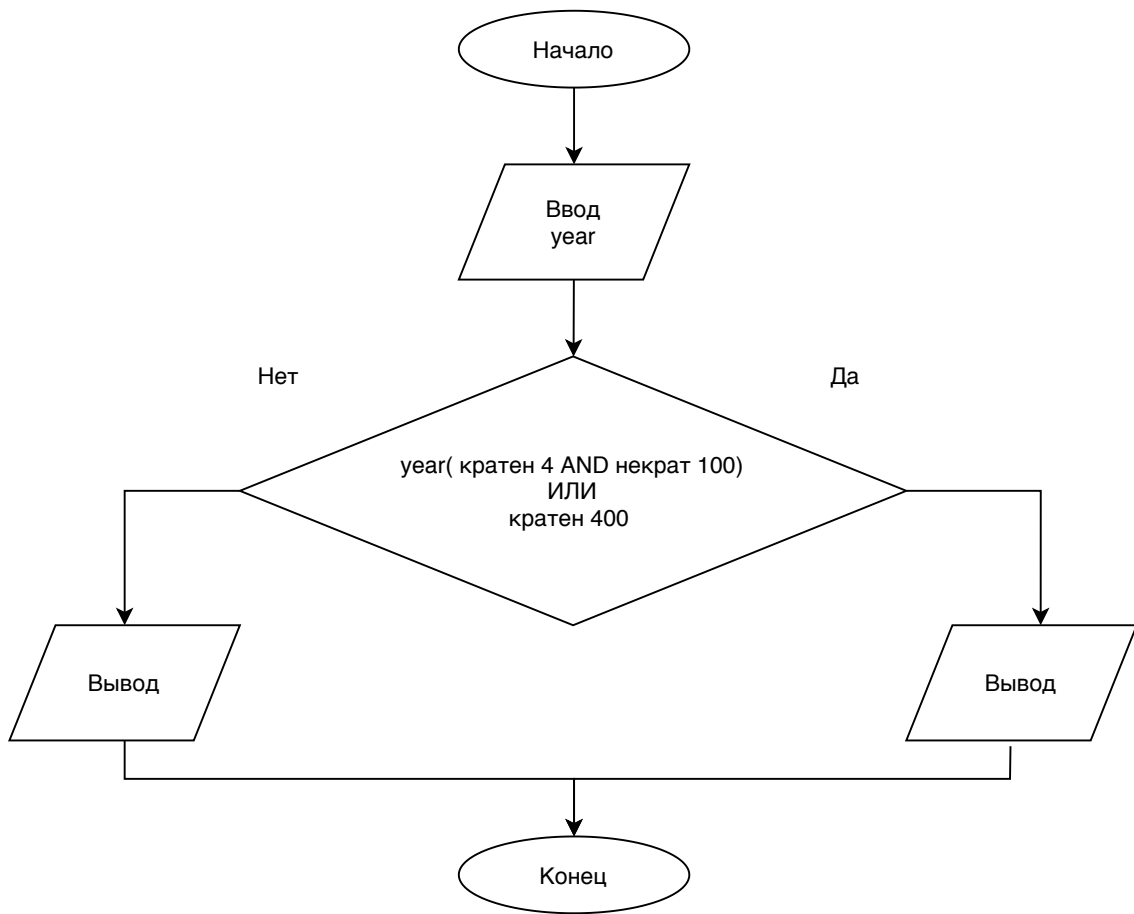 Начало
Ввод
year
Нет
Да
year( кратен 4 AND некрат 100)
ИЛИ
кратен 400
Вывод
Вывод
Конец